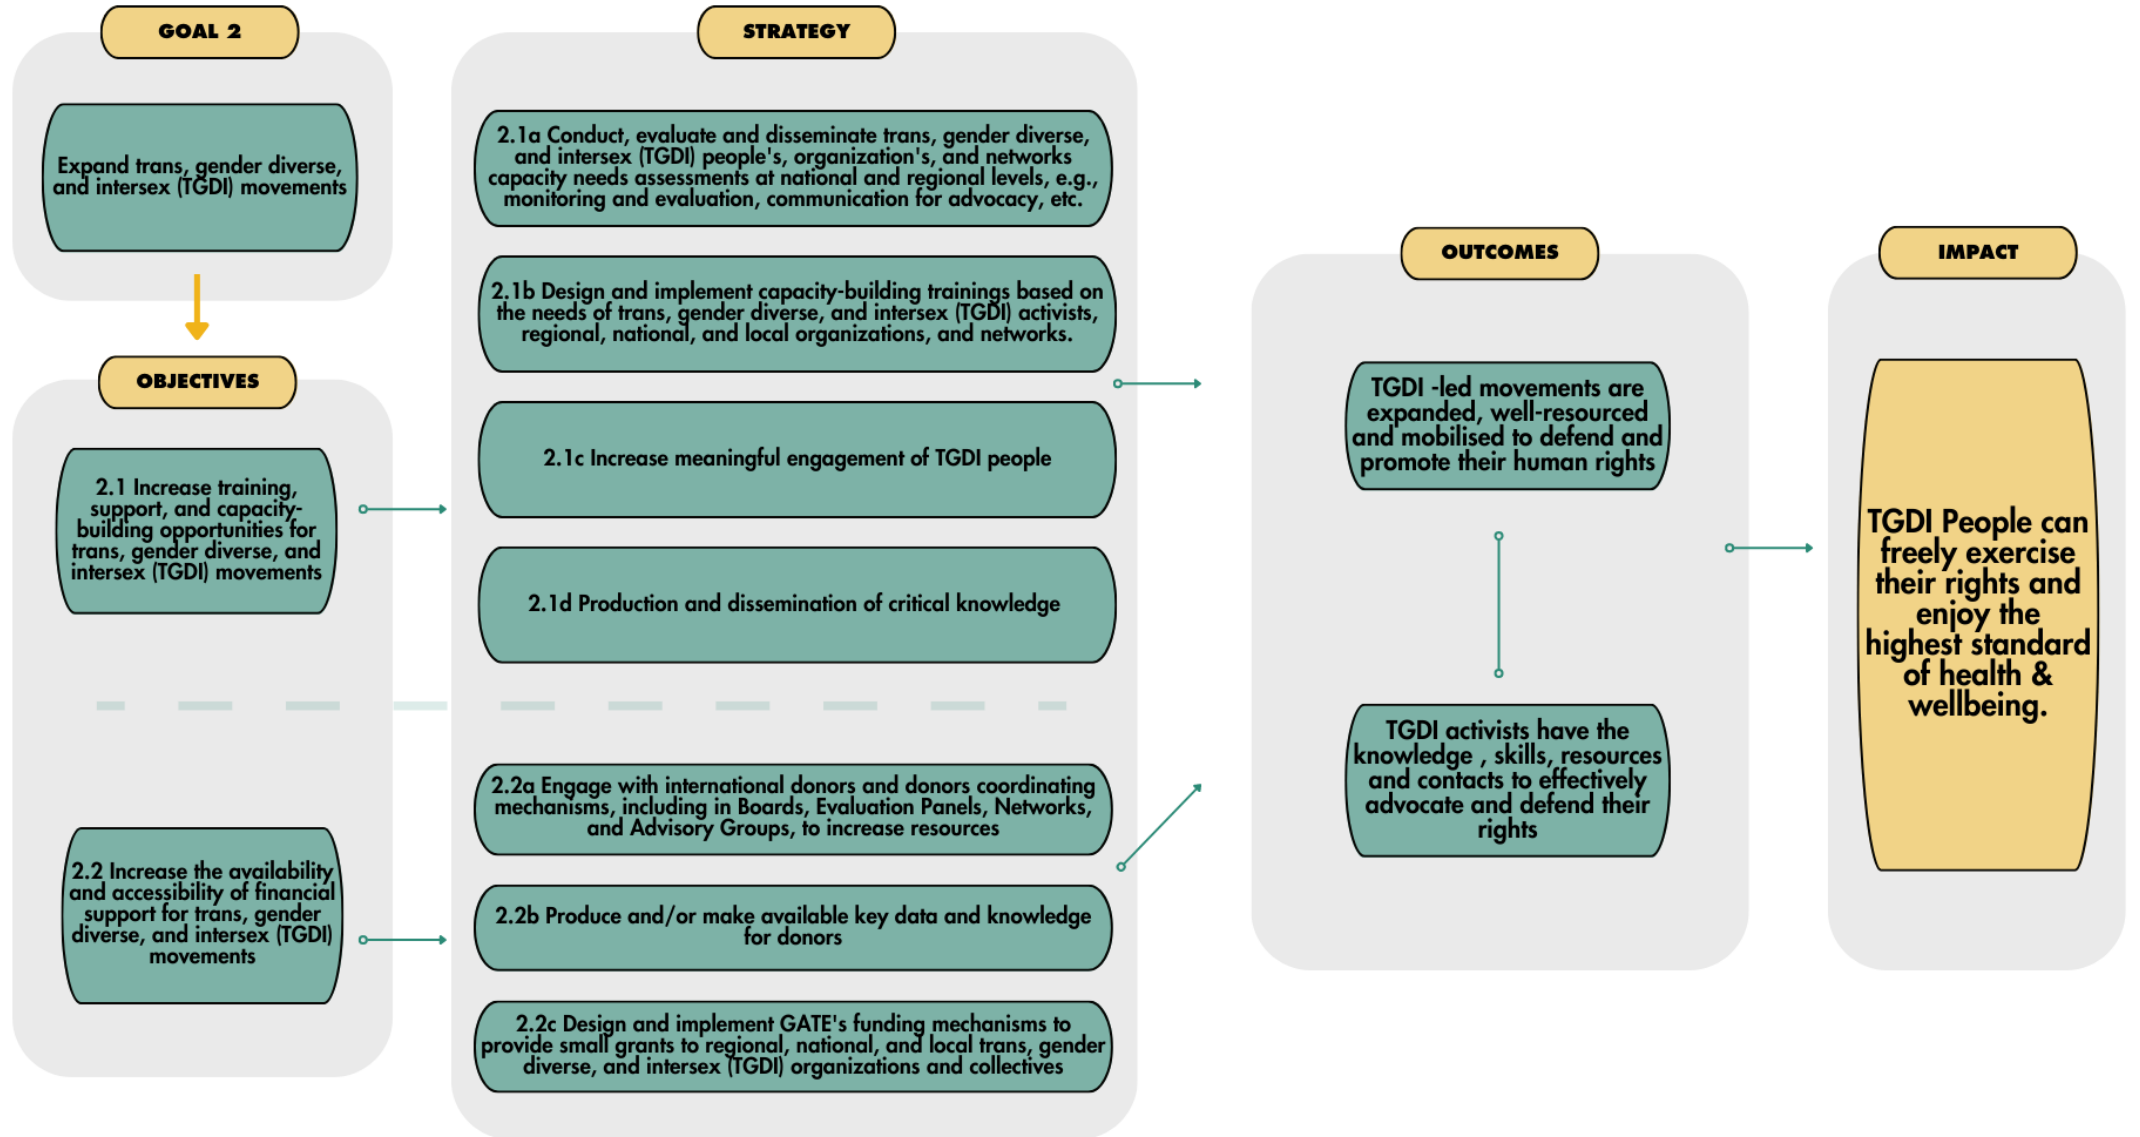 GOAL 2
Expand trans, gender diverse,
and intersex (TGDI) movements
OBJECTIVES
2.1 Increase training,
support, and capacity-
building opportunities for
trans, gender diverse, and
intersex (TGDI) movements
2.2 Increase the availability
and accessibility of financial
support for trans, gender
diverse, and intersex (TGDI)
movements
STRATEGY
2.1a Conduct, evaluate and disseminate trans, gender diverse,
and intersex (TGDI) people's, organization's, and networks
capacity needs assessments at national and regional levels, e.g.,
monitoring and evaluation, communication for advocacy, etc.
2.1b Design and implement capacity-building trainings based on
the needs of trans, gender diverse, and intersex (TGDI) activists,
regional, national, and local organizations, and networks.
2.1c Increase meaningful engagement of TGDI people
2.1d Production and dissemination of critical knowledge
2.2a Engage with international donors and donors coordinating
mechanisms, including in Boards, Evaluation Panels, Networks,
and Advisory Groups, to increase resources
2.2b Produce and/or make available key data and knowledge
for donors
2.2c Design and implement GATE's funding mechanisms to
provide small grants to regional, national, and local trans, gender
diverse, and intersex (TGDI) organizations and collectives
OUTCOMES
TGDI -led movements are
expanded, well-resourced
and mobilised to defend and
promote their human rights
TGDI activists have the
knowledge , skills, resources
and contacts to effectively
advocate and defend their
rights
IMPACT
TGDI People can
freely exercise
their rights and
enjoy the
highest standard
of health &
wellbeing.